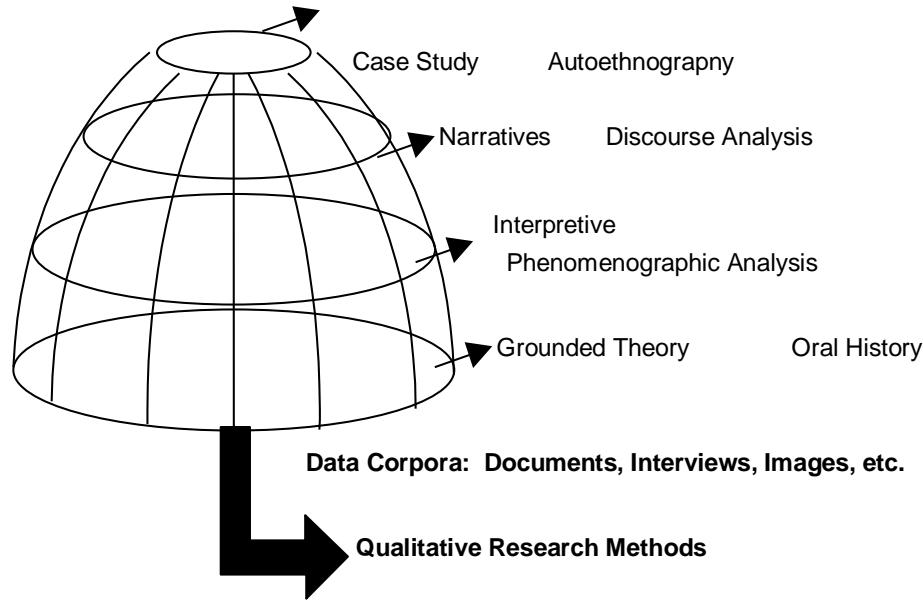 Case Study Autoethnograpny
Narratives Discourse Analysis
Interpretive
Phenomenographic Analysis
Grounded Theory Oral History
Data Corpora: Documents, Interviews, Images, etc.
Qualitative Research Methods